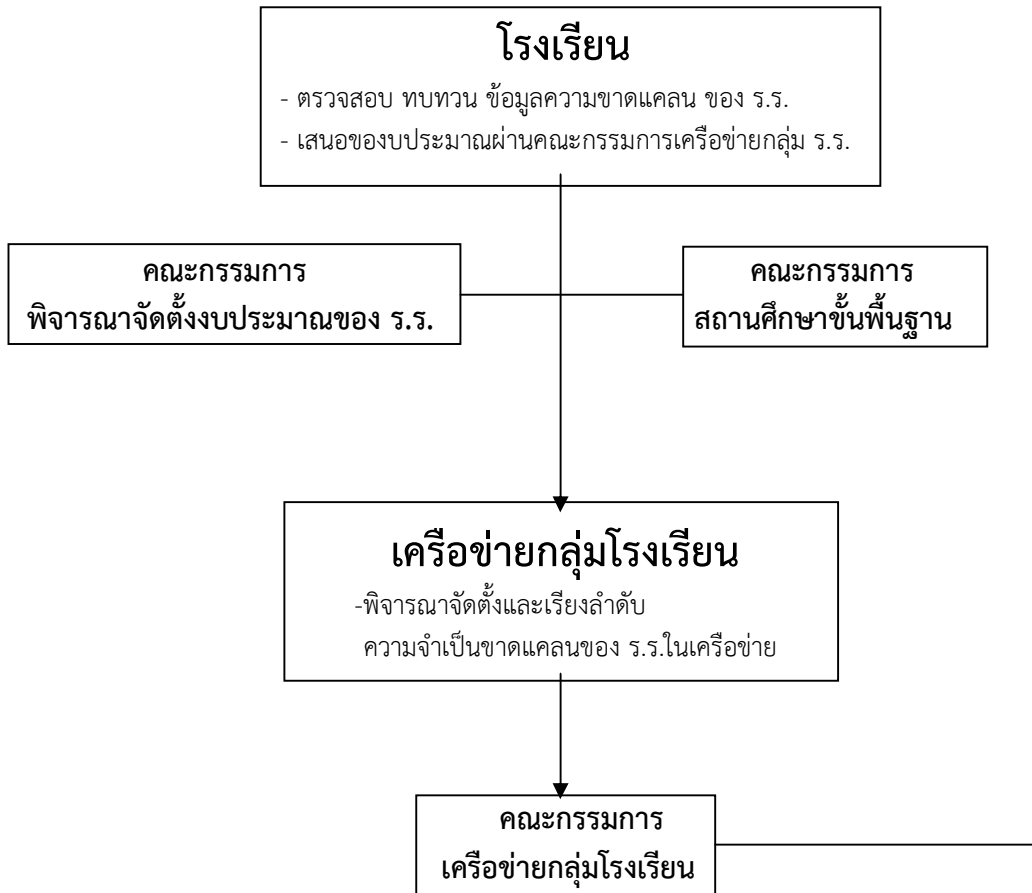 โรงเรียน
- ตรวจสอบ ทบทวน ข้อมูลความขาดแคลน ของ ร.ร.
- เสนอของบประมาณผ่านคณะกรรมการเครือข่ายกลุ่ม ร.ร.
คณะกรรมการ
พิจารณาจัดตั้งงบประมาณของ ร.ร.
คณะกรรมการ
สถานศึกษาขั้นพื้นฐาน
เครือข่ายกลุ่มโรงเรียน
-พิจารณาจัดตั้งและเรียงลำดับ
ความจำเป็นขาดแคลนของ ร.ร.ในเครือข่าย
คณะกรรมการ
เครือข่ายกลุ่มโรงเรียน